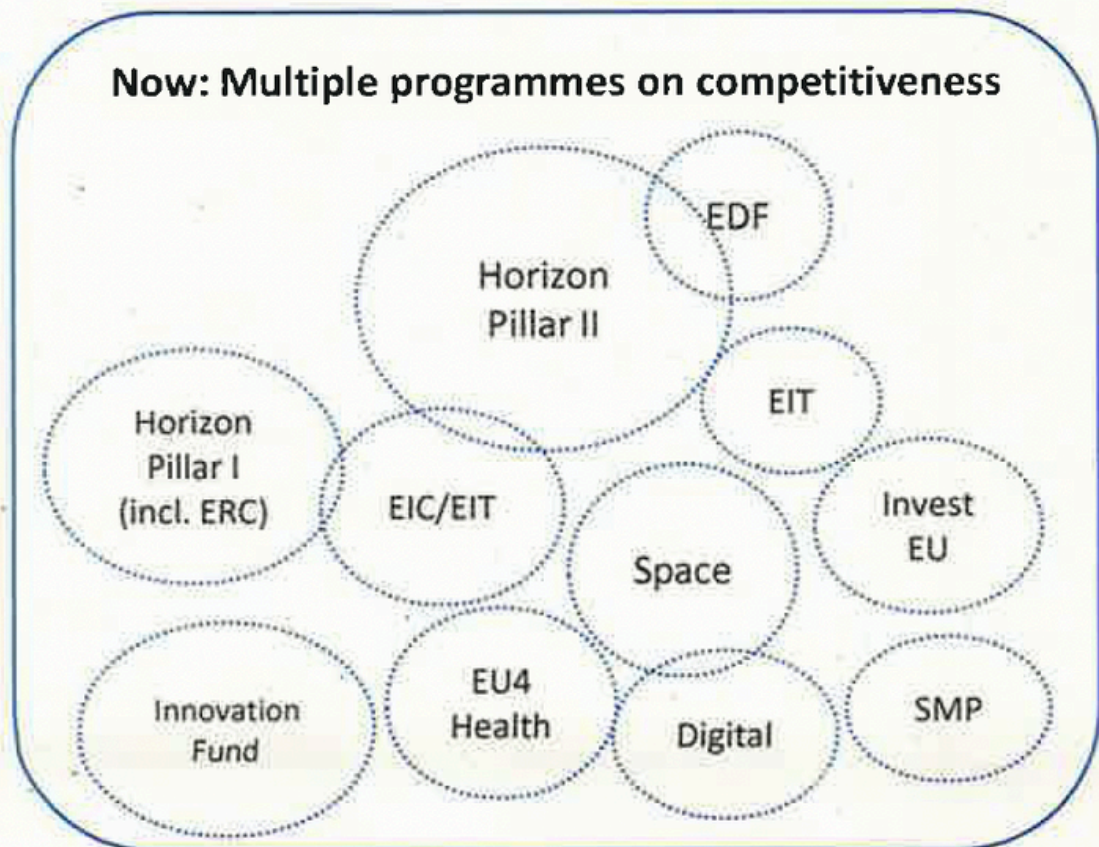 Now: Multiple programmes on competitiveness
EDF
Horizon
Pillar II
EIT
Horizon
Pillar I
(incl. ERC)
EIC/EIT
Invest
EU
Space
EU4
Health
Innovation
Fund
Digital
SMP